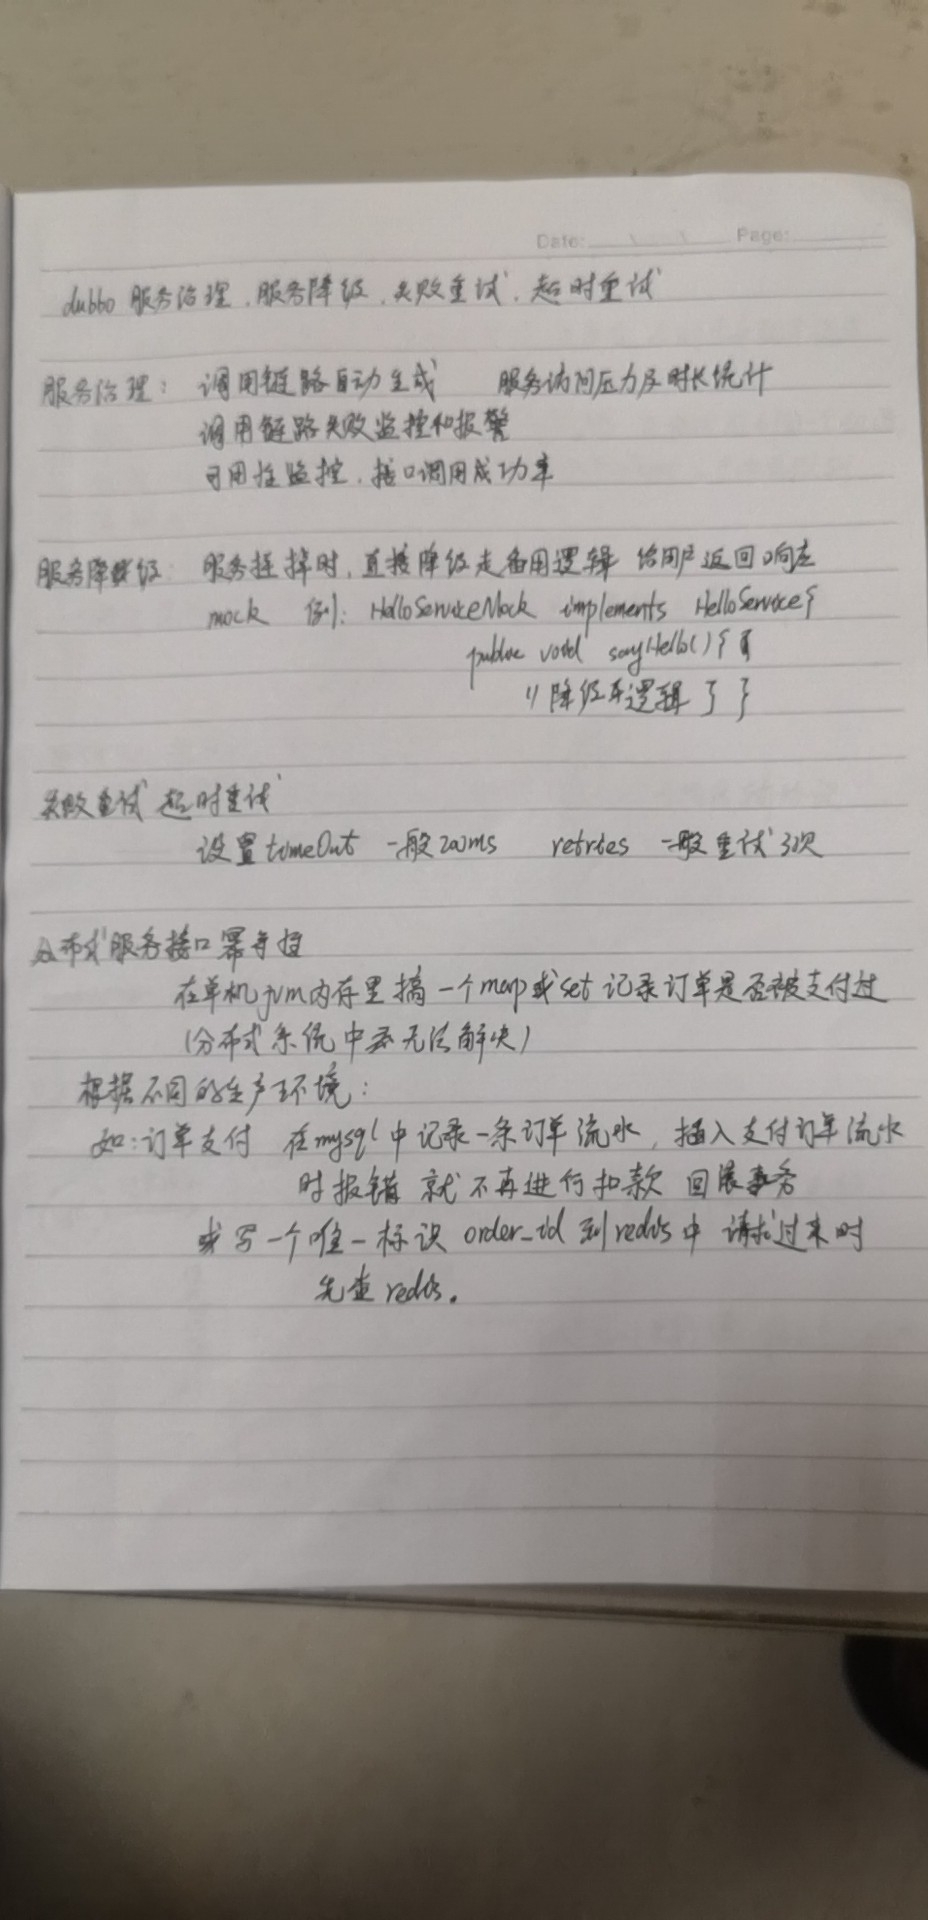 Date: Page:
dubbo 服务治理、服务降级、失败重试、超时重试
服务治理： 调用链路自动生成 服务访问压力及时长统计
调用链路失败监控和报警
可用性监控，接口调用成功率
服务降级： 服务挂掉时，直接降级走备用逻辑 给用户返回响应
mock 例： HelloServiceMock implements HelloService{
public void sayHello(){
// 降级 逻辑 } }
失败重试 超时重试
设置 timeOut 一般200ms retries 一般重试3次
分布式服务接口幂等性
在单机jvm内存里搞一个map或set 记录订单是否被支付过
(分布式系统中 无法解决)
根据不同的生产环境：
如：订单支付 在mysql中记录一条订单流水，插入支付订单流水
时报错 就不再进行扣款 回滚事务
或写一个唯一标识 order_id 到redis中 请求过来时
先查redis。